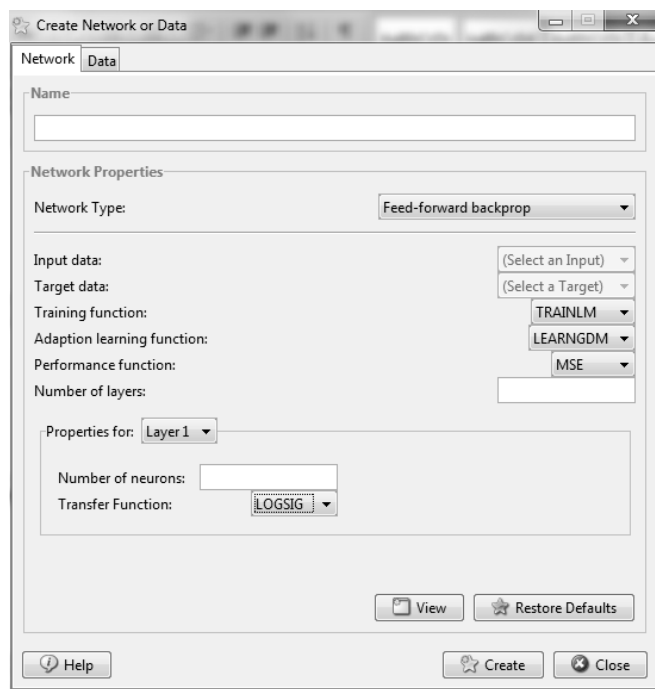 Create Network or Data
Network Data
Name
Network Properties
Network Type: Feed-forward backprop
Input data: (Select an Input)
Target data: (Select a Target)
Training function: TRAINLM
Adaption learning function: LEARNGDM
Performance function: MSE
Number of layers:
Properties for: Layer 1
Number of neurons:
Transfer Function: LOGSIG
View Restore Defaults
Help Create Close